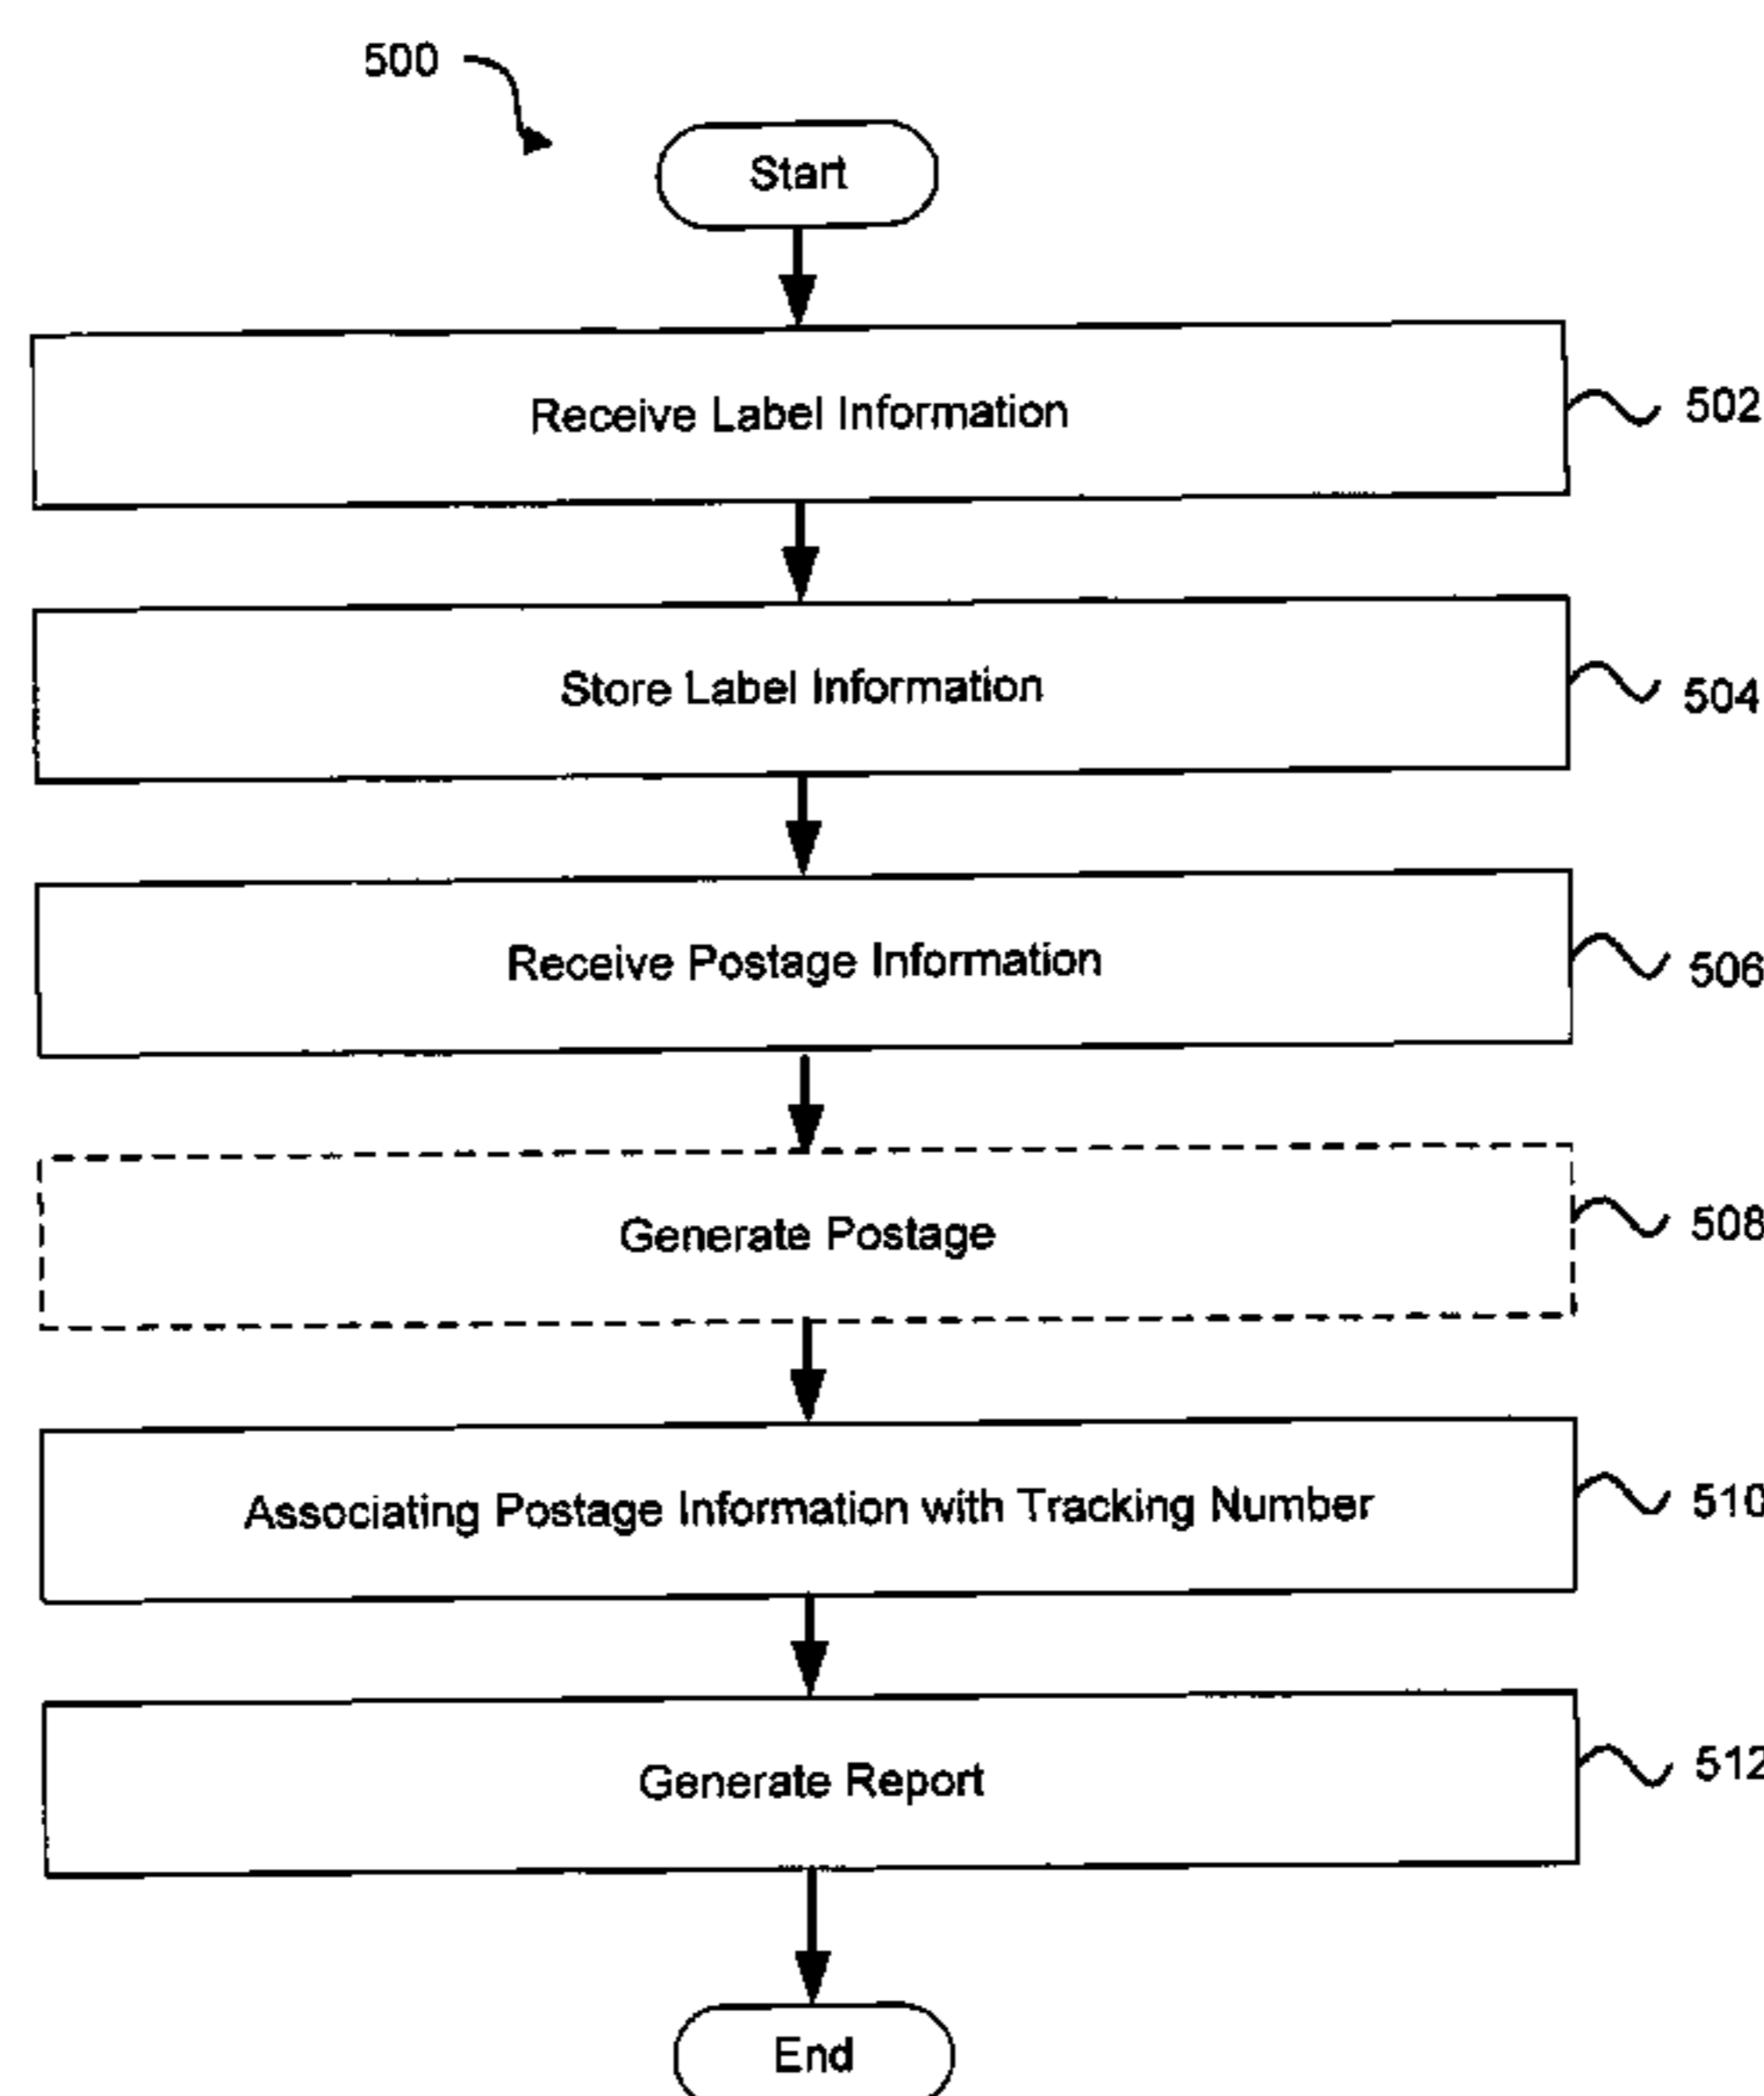 500
Start
Receive Label Information
502
Store Label Information
504
Receive Postage Information
506
Generate Postage
508
Associating Postage Information with Tracking Number
510
Generate Report
512
End